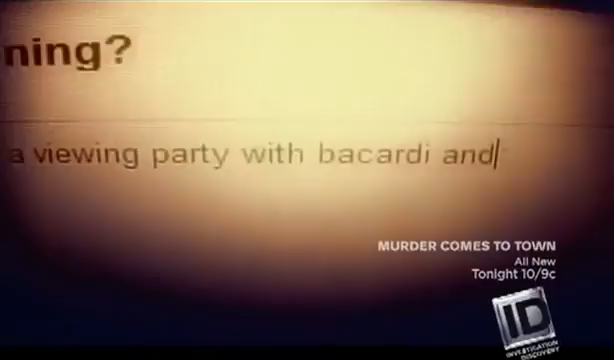 ning?
a viewing party with bacardi and
MURDER COMES TO TOWN
All New
Tonight 10/9c
ID
INVESTIGATION
DISCOVERY